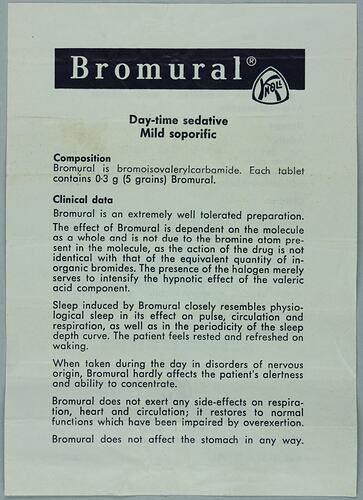 Bromural®
KNOLL
Day-time sedative
Mild soporific
Composition
Bromural is bromoisovalerylcarbamide. Each tablet
contains 0·3 g (5 grains) Bromural.
Clinical data
Bromural is an extremely well tolerated preparation.
The effect of Bromural is dependent on the molecule
as a whole and is not due to the bromine atom pre-
sent in the molecule, as the action of the drug is not
identical with that of the equivalent quantity of in-
organic bromides. The presence of the halogen merely
serves to intensify the hypnotic effect of the valeric
acid component.
Sleep induced by Bromural closely resembles physio-
logical sleep in its effect on pulse, circulation and
respiration, as well as in the periodicity of the sleep
depth curve. The patient feels rested and refreshed on
waking.
When taken during the day in disorders of nervous
origin, Bromural hardly affects the patient's alertness
and ability to concentrate.
Bromural does not exert any side-effects on respira-
tion, heart and circulation; it restores to normal
functions which have been impaired by overexertion.
Bromural does not affect the stomach in any way.